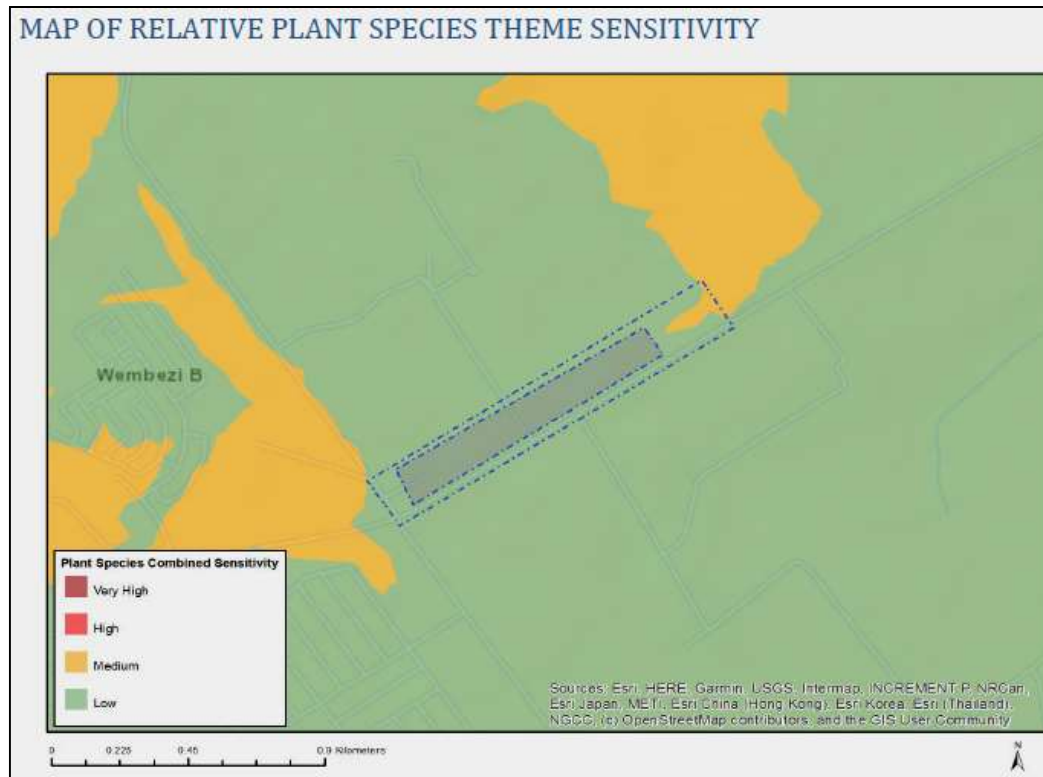 MAP OF RELATIVE PLANT SPECIES THEME SENSITIVITY
Wembezi B
Plant Species Combined Sensitivity
Very High
High
Medium
Low
Sources: Esri, HERE, Garmin, USGS, Intermap, INCREMENT P, NRCan,
Esri Japan, METI, Esri China (Hong Kong), Esri Korea, Esri (Thailand),
NGCC, (c) OpenStreetMap contributors, and the GIS User Community
0 0.225 0.45 0.9 Kilometers
N